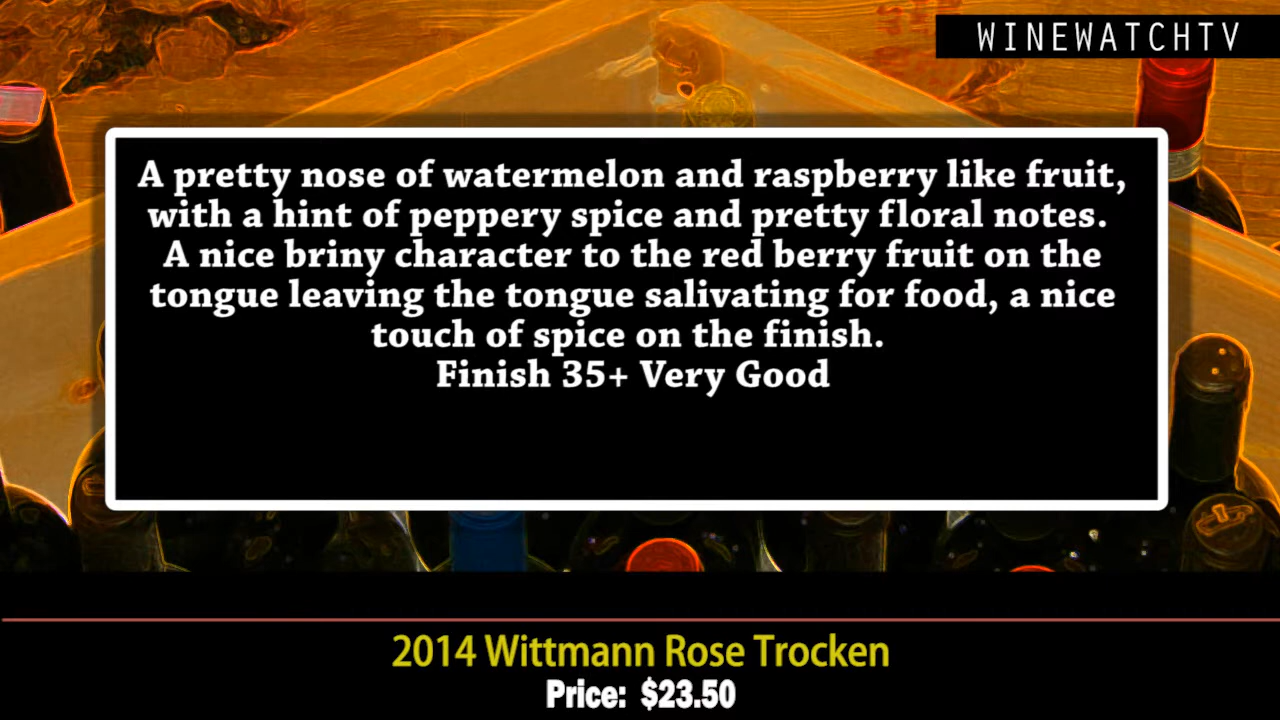 WINEWATCHTV
A pretty nose of watermelon and raspberry like fruit,
with a hint of peppery spice and pretty floral notes.
A nice briny character to the red berry fruit on the
tongue leaving the tongue salivating for food, a nice
touch of spice on the finish.
Finish 35+ Very Good
2014 Wittmann Rose Trocken
Price: $23.50